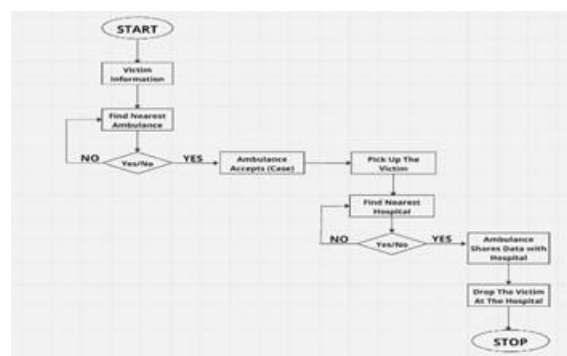 START
Victim
Information
Find Nearest
Ambulance
NO
Yes/No
YES
Ambulance
Accepts (Case)
Pick Up The
Victim
Find Nearest
Hospital
NO
Yes/No
YES
Ambulance
Shares Data with
Hospital
Drop The Victim
At The Hospital
STOP